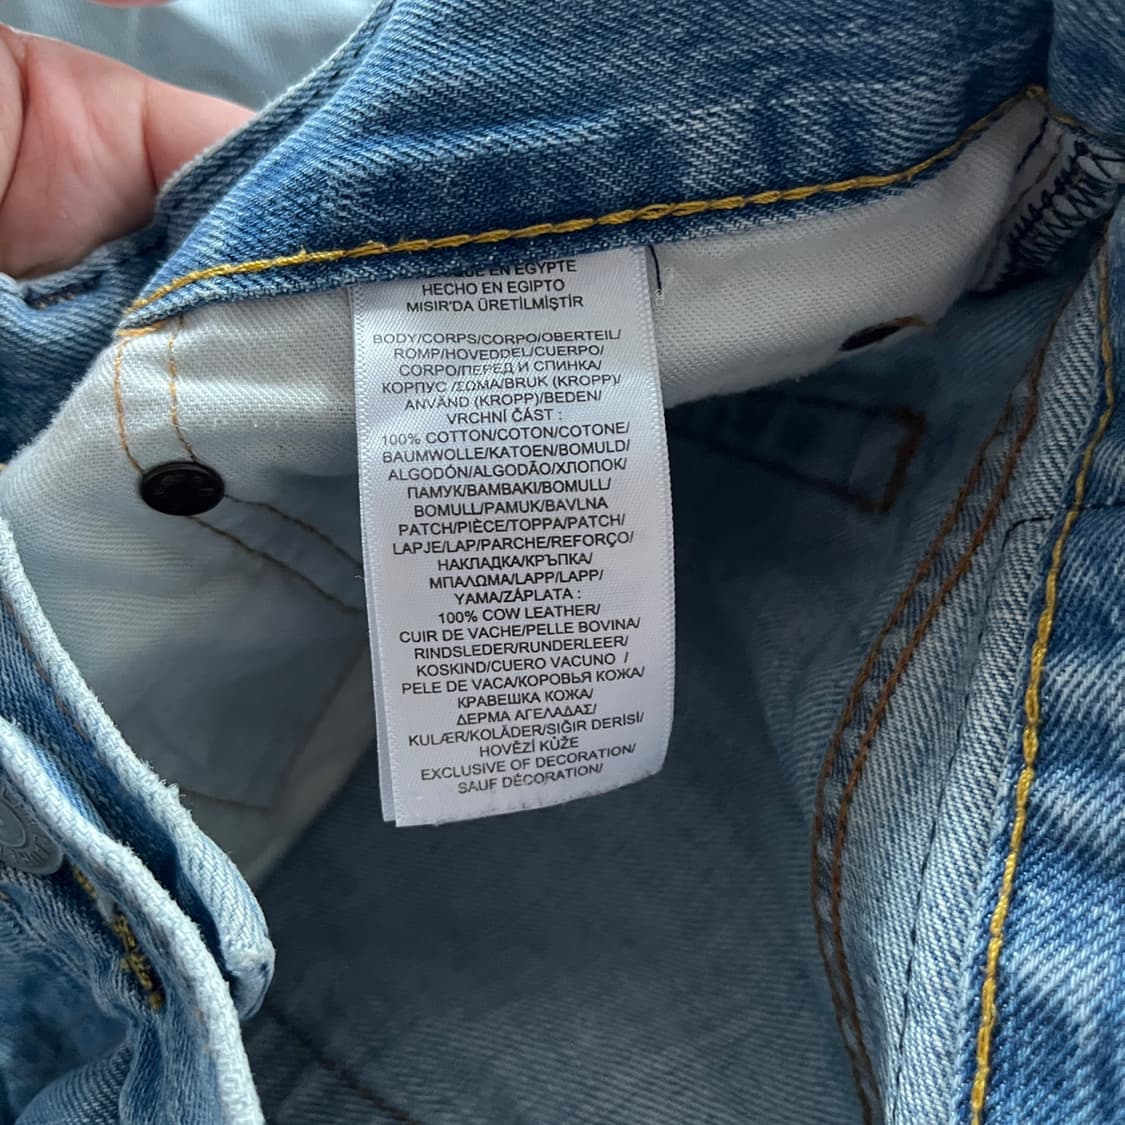 EN EGYPTE
HECHO EN EGIPTO
MISIR'DA ÜRETİLMİŞTİR
BODY/CORPS/CORPO/OBERTEIL/
ROMP/HOVEDDEL/CUERPO/
CORPO/ПЕРЕД И СПИНКА/
КОРПУС /ΣΩΜΑ/BRUK (KROPP)/
ANVÄND (KROPP)/BEDEN/
VRCHNÍ ČÁST :
100% COTTON/COTON/COTONE/
BAUMWOLLE/KATOEN/BOMULD/
ALGODÓN/ALGODÃO/ХЛОПОК/
ПАМУК/ΒΑΜΒΑΚΙ/BOMULL/
BOMULL/PAMUK/BAVLNA
PATCH/PIÈCE/TOPPA/PATCH/
LAPJE/LAP/PARCHE/REFORÇO/
НАКЛАДКА/КРЪПКА/
ΜΠΑΛΩΜΑ/LAPP/LAPP/
YAMA/ZÁPLATA :
100% COW LEATHER/
CUIR DE VACHE/PELLE BOVINA/
RINDSLEDER/RUNDERLEER/
KOSKIND/CUERO VACUNO /
PELE DE VACA/КОРОВЬЯ КОЖА/
КРАВЕШКА КОЖА/
ΔΕΡΜΑ ΑΓΕΛΑΔΑΣ/
KULÆR/KOLÄDER/SIĞIR DERİSİ/
HOVĚZÍ KŮŽE
EXCLUSIVE OF DECORATION/
SAUF DÉCORATION/